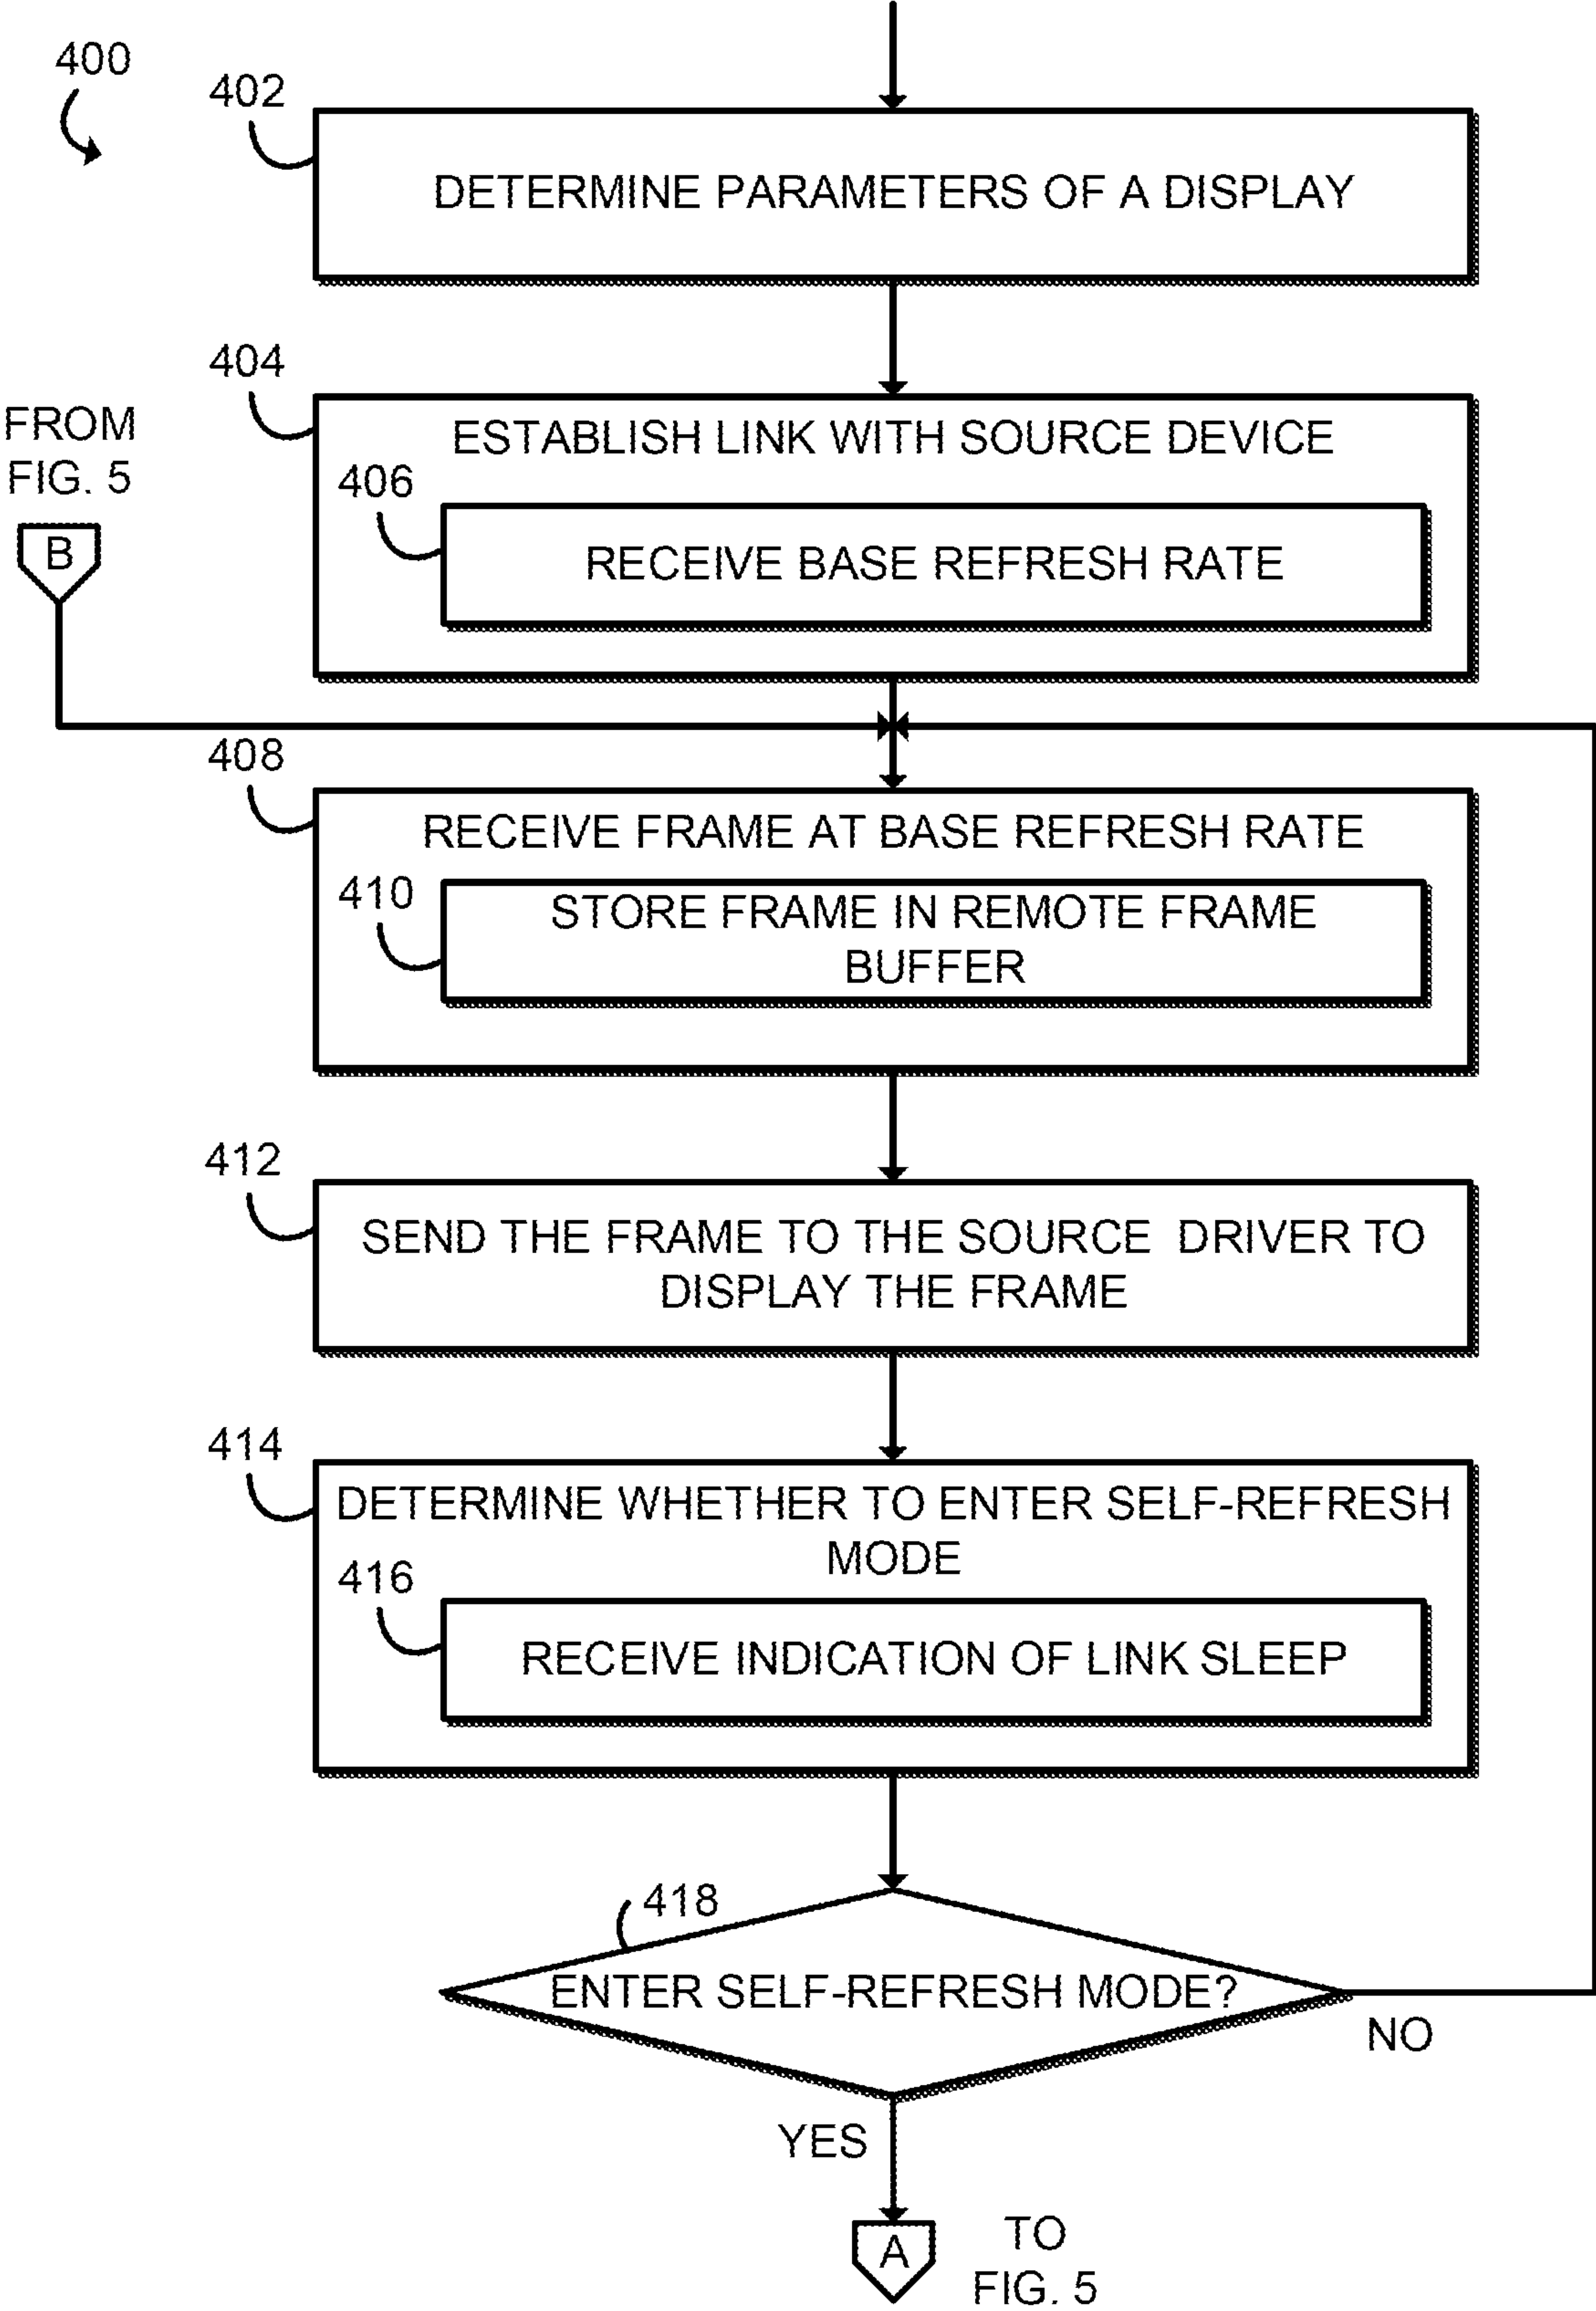 400
402
DETERMINE PARAMETERS OF A DISPLAY
404
FROM
FIG. 5
B
ESTABLISH LINK WITH SOURCE DEVICE
406
RECEIVE BASE REFRESH RATE
408
RECEIVE FRAME AT BASE REFRESH RATE
410
STORE FRAME IN REMOTE FRAME
BUFFER
412
SEND THE FRAME TO THE SOURCE DRIVER TO
DISPLAY THE FRAME
414
DETERMINE WHETHER TO ENTER SELF-REFRESH
MODE
416
RECEIVE INDICATION OF LINK SLEEP
418
ENTER SELF-REFRESH MODE?
NO
YES
A
TO
FIG. 5